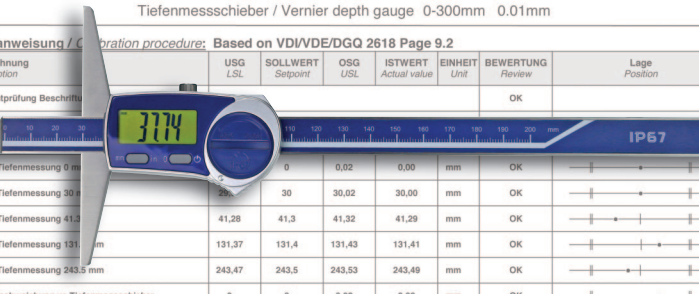 Tiefenmessschieber / Vernier depth gauge 0-300mm 0.01mm
anweisung / Calibration procedure: Based on VDI/VDE/DGQ 2618 Page 9.2
USG SOLLWERT OSG ISTWERT EINHEIT BEWERTUNG Lage
LSL Setpoint USL Actual value Unit Review Position
OK
37.74
0 10 20 30 110 120 130 140 150 160 170 180 190 200 mm
IP67
Tiefenmessung 0 0 0,02 0,00 mm OK
Tiefenmessung 30 30 30,02 30,00 mm OK
Tiefenmessung 41.3 41,28 41,3 41,32 41,29 mm OK
Tiefenmessung 131. mm 131,37 131,4 131,43 131,41 mm OK
Tiefenmessung 243.5 mm 243,47 243,5 243,53 243,49 mm OK